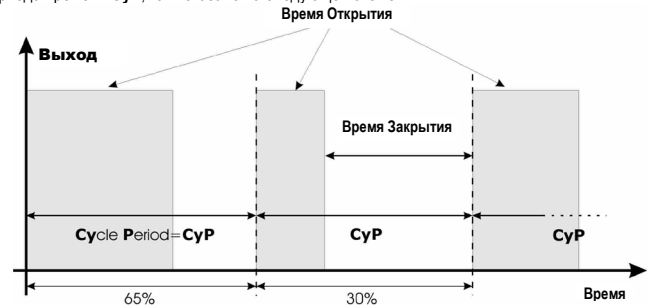 Время Открытия
Выход
Время Закрытия
Cycle Period=CyP
CyP
CyP
65%
30%
Время